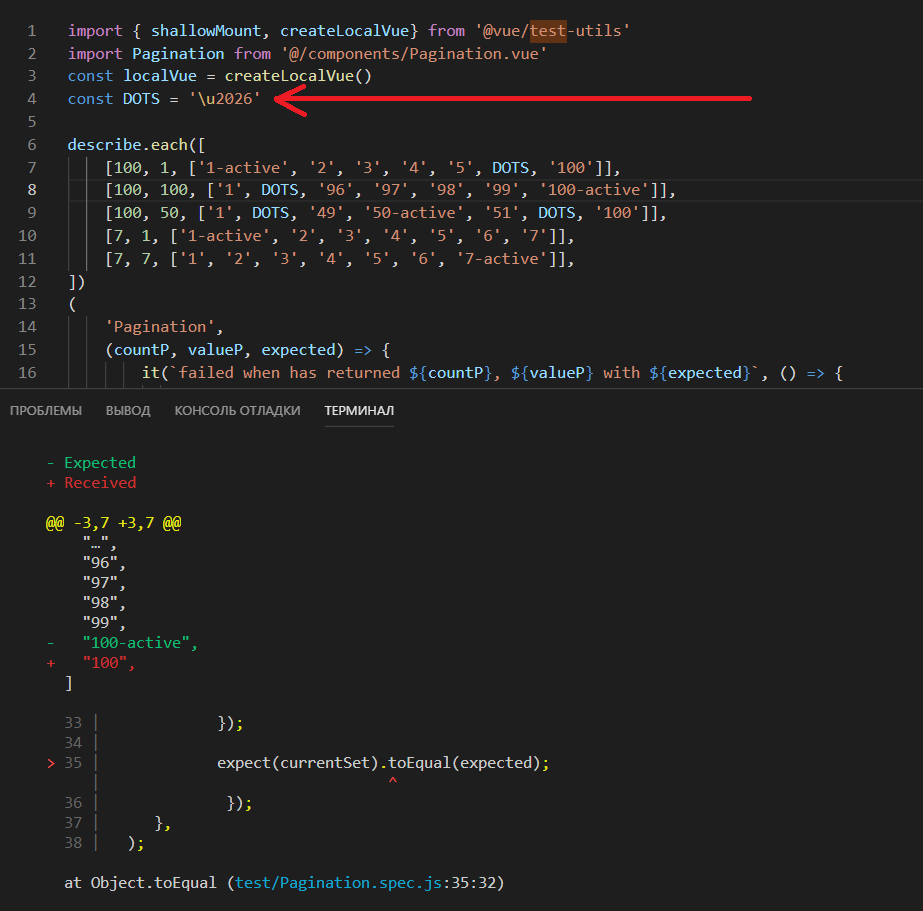 1 import { shallowMount, createLocalVue} from '@vue/test-utils'
2 import Pagination from '@/components/Pagination.vue'
3 const localVue = createLocalVue()
4 const DOTS = '\u2026'
5
6 describe.each([
7 [100, 1, ['1-active', '2', '3', '4', '5', DOTS, '100']],
8 [100, 100, ['1', DOTS, '96', '97', '98', '99', '100-active']],
9 [100, 50, ['1', DOTS, '49', '50-active', '51', DOTS, '100']],
10 [7, 1, ['1-active', '2', '3', '4', '5', '6', '7']],
11 [7, 7, ['1', '2', '3', '4', '5', '6', '7-active']],
12 ])
13 (
14 'Pagination',
15 (countP, valueP, expected) => {
16 it(`failed when has returned ${countP}, ${valueP} with ${expected}`, () => {
ПРОБЛЕМЫ ВЫВОД КОНСОЛЬ ОТЛАДКИ ТЕРМИНАЛ
- Expected
+ Received
@@ -3,7 +3,7 @@
"…",
"96",
"97",
"98",
"99",
- "100-active",
+ "100",
]
33 | });
34 |
> 35 | expect(currentSet).toEqual(expected);
| ^
36 | });
37 | },
38 | );
at Object.toEqual (test/Pagination.spec.js:35:32)